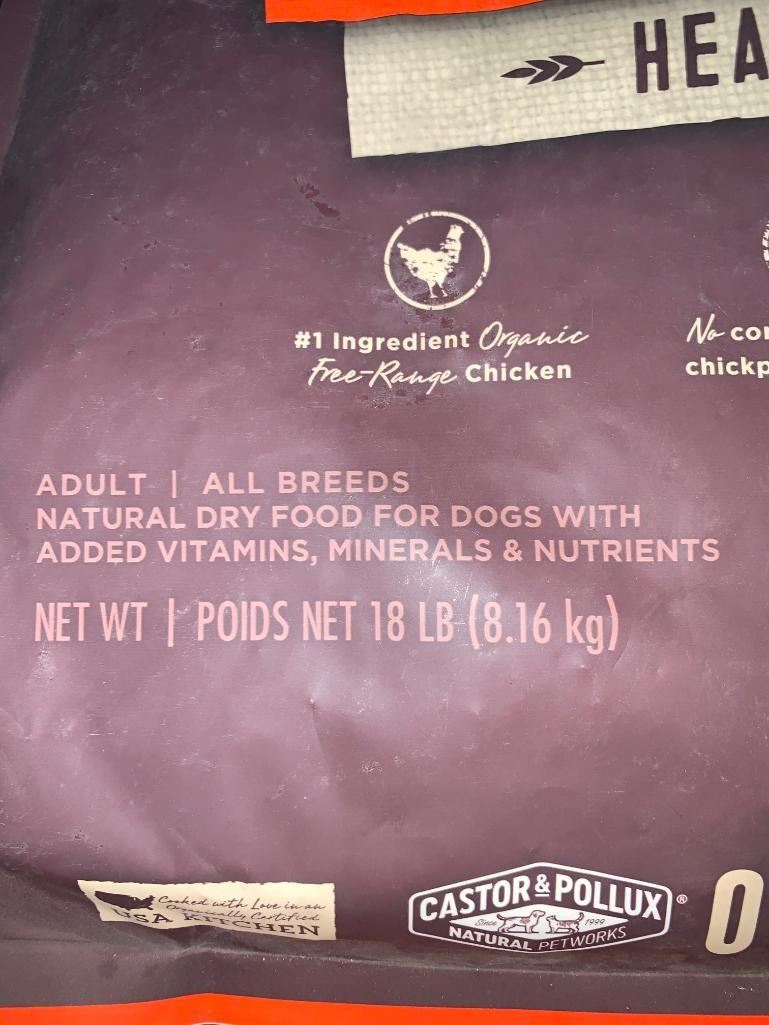 HEA
#1 Ingredient Organic
Free-Range Chicken
No cor
chickp
ADULT | ALL BREEDS
NATURAL DRY FOOD FOR DOGS WITH
ADDED VITAMINS, MINERALS & NUTRIENTS
NET WT | POIDS NET 18 LB (8.16 kg)
Cooked with Love in an
Organically Certified
USA KITCHEN
CASTOR & POLLUX®
Since 1999
NATURAL PETWORKS
O